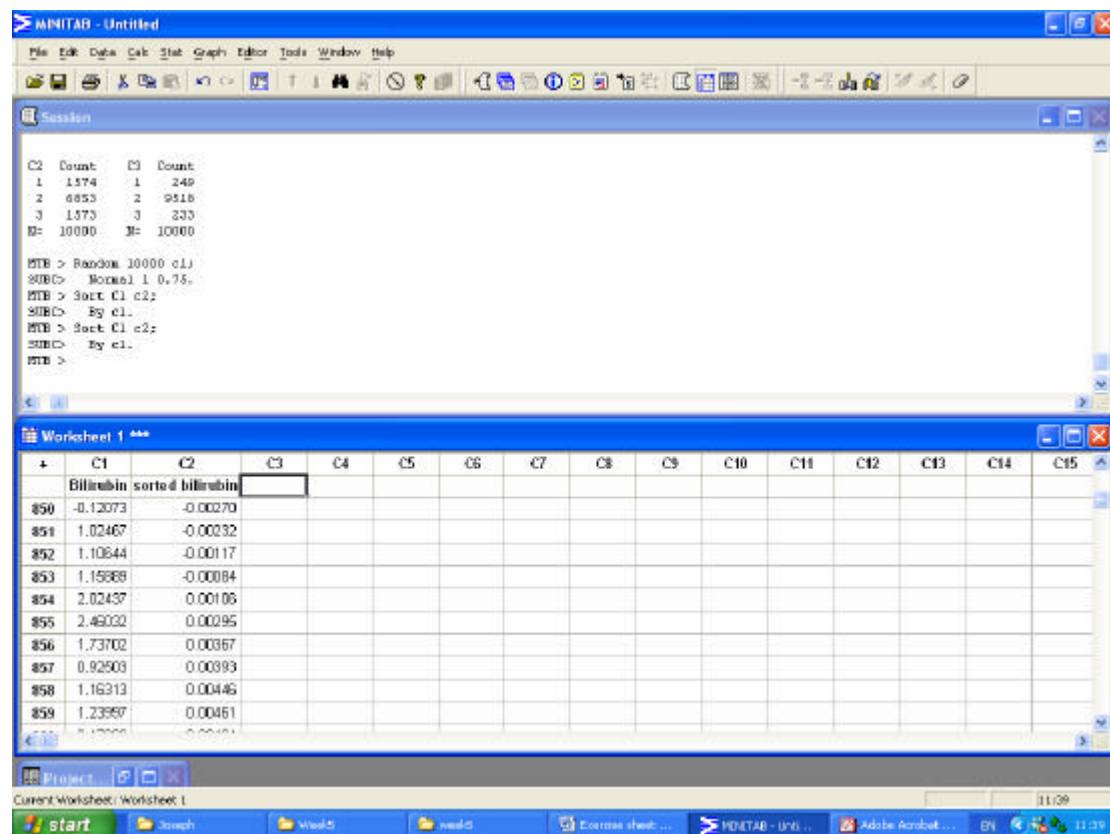 MINITAB - Untitled
File Edit Data Calc Stat Graph Editor Tools Window Help
Session
C2 Count C3 Count
1 1574 1 249
2 6853 2 9518
3 1573 3 233
N= 10000 N= 10000
MTB > Random 10000 c1;
SUBC> Normal 1 0.75.
MTB > Sort C1 c2;
SUBC> By c1.
MTB > Sort C1 c2;
SUBC> By c1.
MTB >
Worksheet 1 ***
+ C1 C2 C3 C4 C5 C6 C7 C8 C9 C10 C11 C12 C13 C14 C15
Bilirubin sorted bilirubin
850 -0.12073 -0.00270
851 1.02467 -0.00232
852 1.10644 -0.00117
853 1.15889 -0.00084
854 2.02437 0.00106
855 2.46032 0.00295
856 1.73702 0.00367
857 0.92503 0.00393
858 1.16313 0.00446
859 1.23997 0.00461
Project...
Current Worksheet: Worksheet 1 11:39
start Joseph Week5 week5 Exercise sheet ... MINITAB - Unti... Adobe Acrobat ... EN 11:39